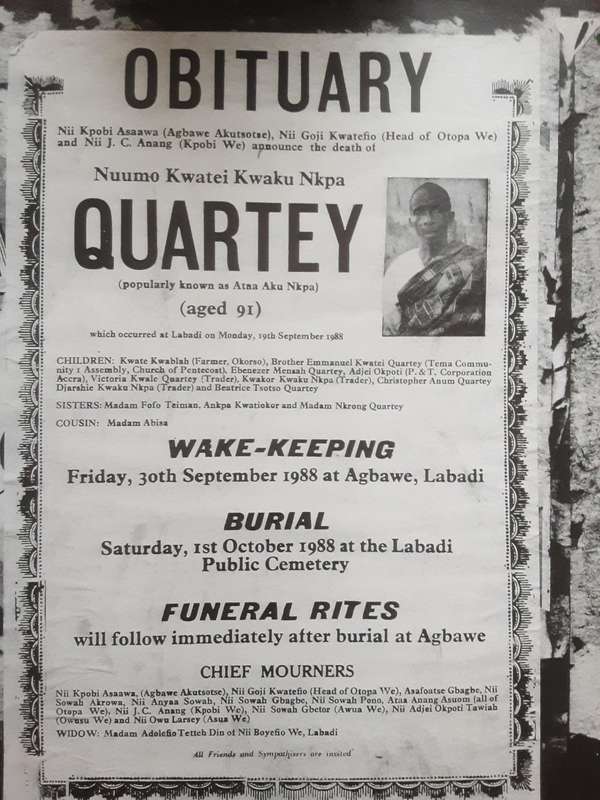 OBITUARY
Nii Kpobi Asaawa (Agbawe Akutsotse), Nii Goji Kwatefio (Head of Otopa We)
and Nii J. C. Anang (Kpobi We) announce the death of
Nuumo Kwatei Kwaku Nkpa
QUARTEY
(popularly known as Ataa Aku Nkpa)
(aged 91)
which occurred at Labadi on Monday, 19th September 1988
CHILDREN: Kwate Kwablah (Farmer, Okorso), Brother Emmanuel Kwatei Quartey (Tema Commu-
nity 1 Assembly, Church of Pentecost), Ebenezer Mensah Quartey, Adjei Okpoti (P. & T. Corporation
Accra), Victoria Kwale Quartey (Trader), Kwakor Kwaku Nkpa (Trader), Christopher Anum Quartey
Djarshie Kwaku Nkpa (Trader) and Beatrice Tsotso Quartey
SISTERS: Madam Fofo Teiman, Ankpa Kwatiokor and Madam Nkrong Quartey
COUSIN: Madam Abisa
WAKE-KEEPING
Friday, 30th September 1988 at Agbawe, Labadi
BURIAL
Saturday, 1st October 1988 at the Labadi
Public Cemetery
FUNERAL RITES
will follow immediately after burial at Agbawe
CHIEF MOURNERS
Nii Kpobi Asaawa, (Agbawe Akutsotse), Nii Goji Kwatefio (Head of Otopa We), Asafoatse Gbagbe, Nii
Sowah Akrowa, Nii Anyaa Sowah, Nii Sowah Gbagbe, Nii Sowah Pono, Ataa Anang Asuom (all of
Otopa We), Nii J. C. Anang (Kpobi We), Nii Sowah Gbetor (Awua We), Nii Adjei Okpoti Tawiah
(Owusu We) and Nii Owu Larsey (Asua We)
WIDOW: Madam Adolefio Tetteh Din of Nii Boyefio We, Labadi
All Friends and Sympathizers are invited